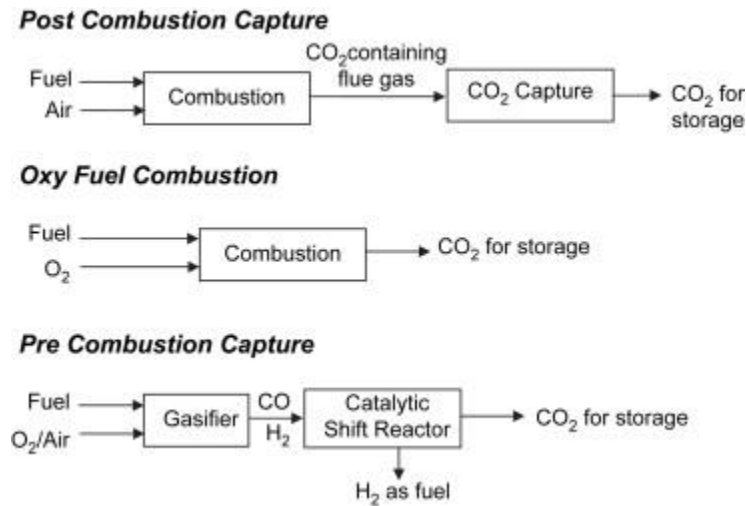 Post Combustion Capture
Fuel
Air
Combustion
CO₂containing
flue gas
CO₂ Capture
CO₂ for
storage
Oxy Fuel Combustion
Fuel
O₂
Combustion
CO₂ for storage
Pre Combustion Capture
Fuel
O₂/Air
Gasifier
CO
H₂
Catalytic
Shift Reactor
CO₂ for storage
H₂ as fuel